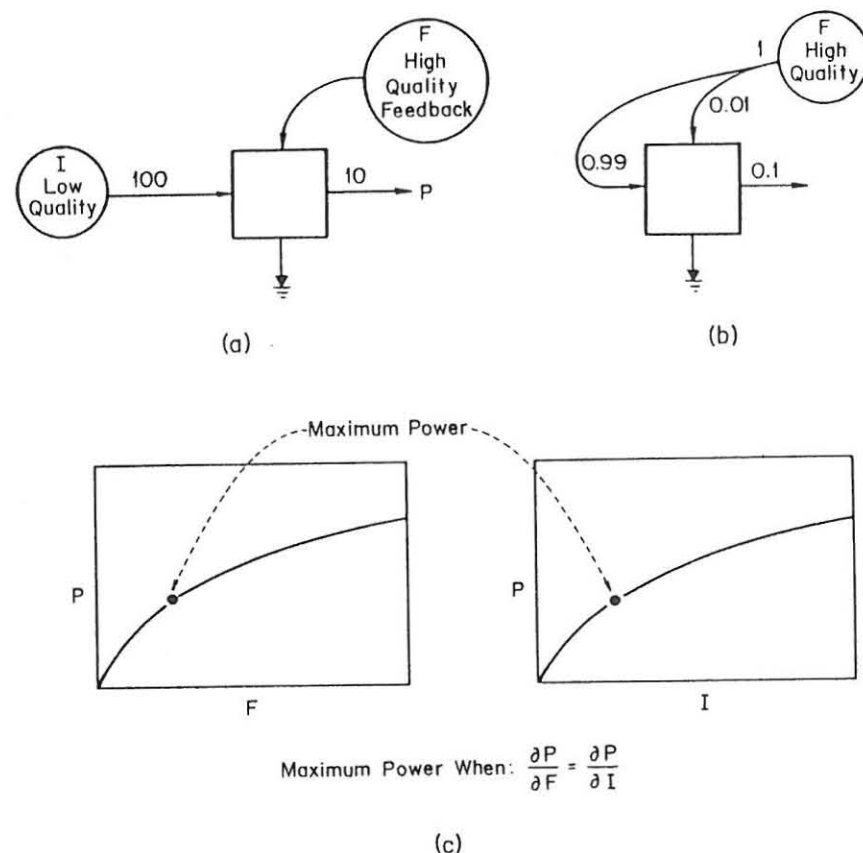 F
High
Quality
Feedback
I
Low
Quality
100
10
P
(a)
F
High
Quality
1
0.01
0.99
0.1
(b)
Maximum Power
P
F
P
I
Maximum Power When: ∂P/∂F = ∂P/∂I
(c)